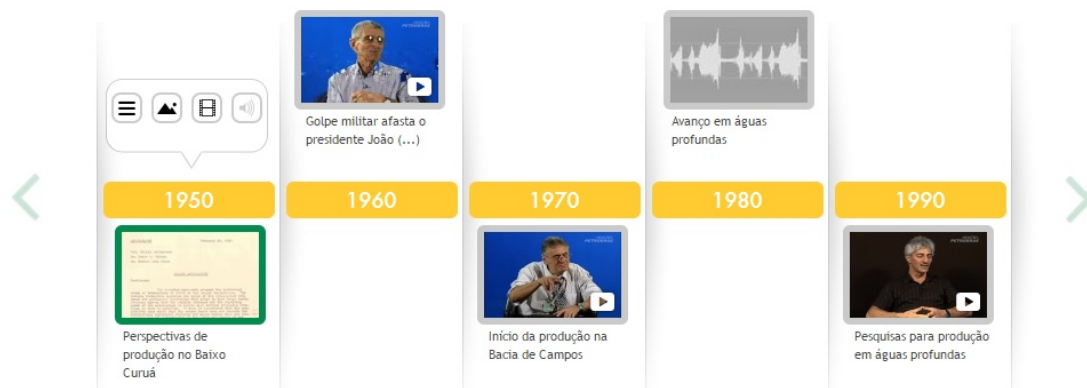 Golpe militar afasta o
presidente João (...)
Avanço em águas
profundas
1950
1960
1970
1980
1990
Perspectivas de
produção no Baixo
Curuá
Início da produção na
Bacia de Campos
Pesquisas para produção
em águas profundas